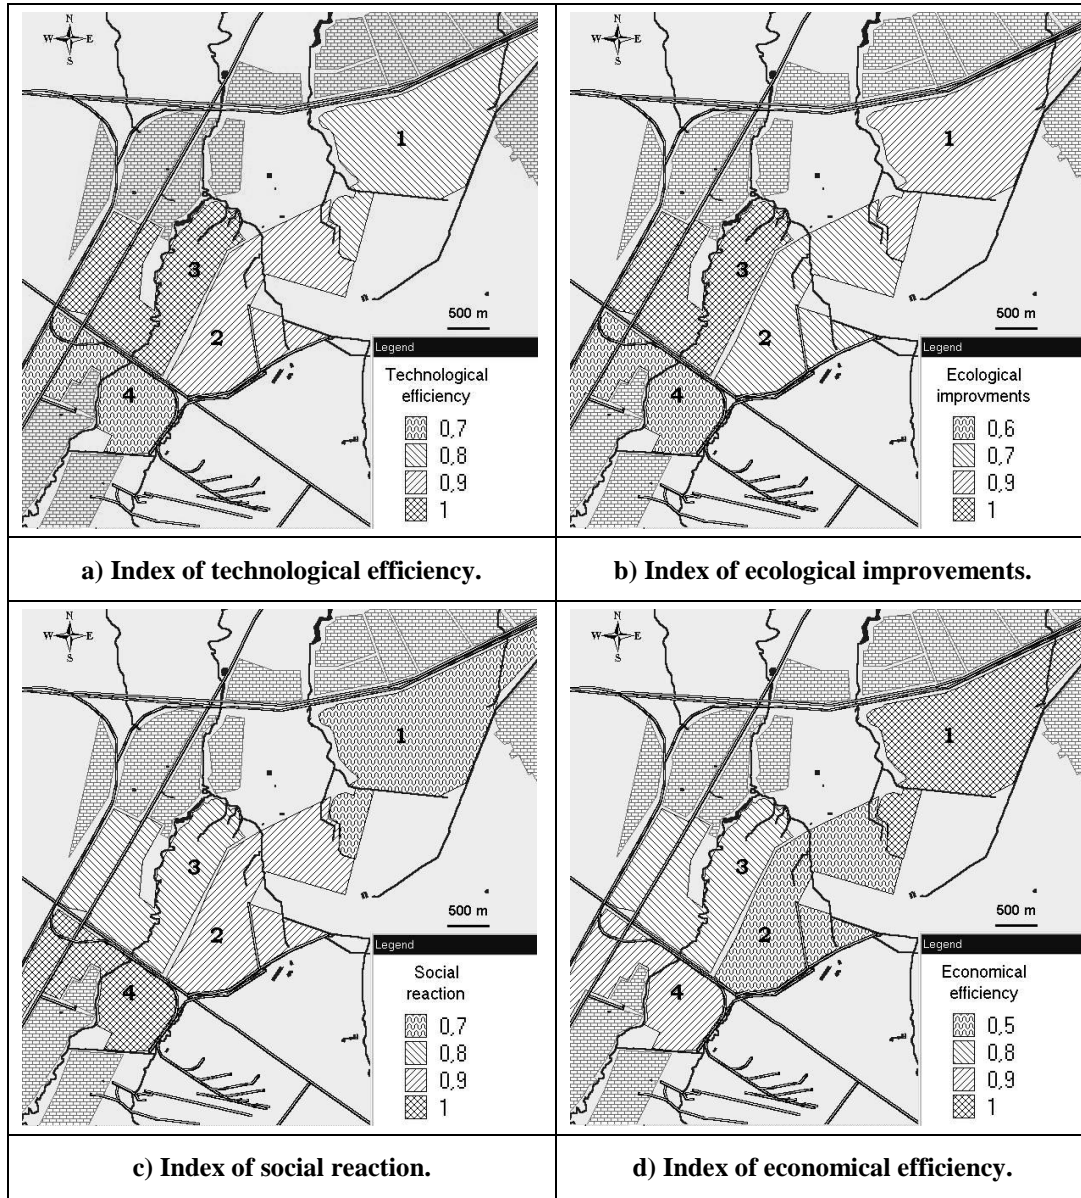 N
W E
S
1
3
2
4
500 m
Legend
Technological
efficiency
0,7
0,8
0,9
1
N
W E
S
1
3
2
4
500 m
Legend
Ecological
improvments
0,6
0,7
0,9
1
a) Index of technological efficiency.
b) Index of ecological improvements.
N
W E
S
1
3
2
4
500 m
Legend
Social
reaction
0,7
0,8
0,9
1
N
W E
S
1
3
2
4
500 m
Legend
Economical
efficiency
0,5
0,8
0,9
1
c) Index of social reaction.
d) Index of economical efficiency.